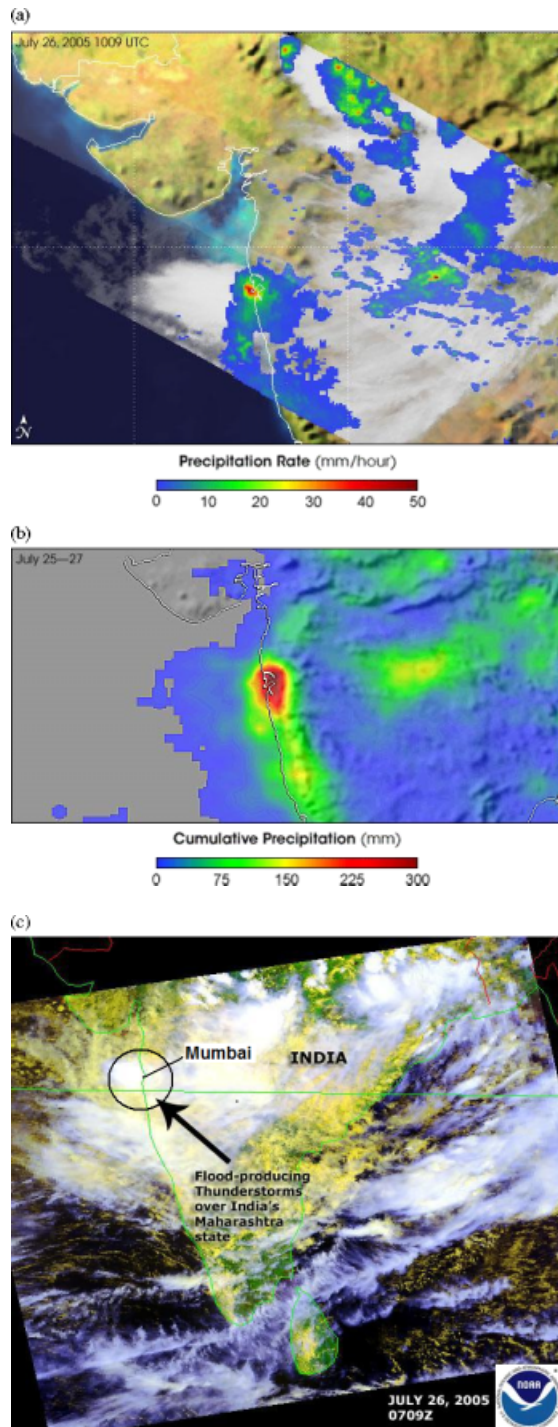 (a)
July 26, 2005 1009 UTC
N
Precipitation Rate (mm/hour)
0 10 20 30 40 50
(b)
July 25—27
Cumulative Precipitation (mm)
0 75 150 225 300
(c)
Mumbai
INDIA
Flood-producing
Thunderstorms
over India's
Maharashtra
state
NOAA
JULY 26, 2005
0709Z